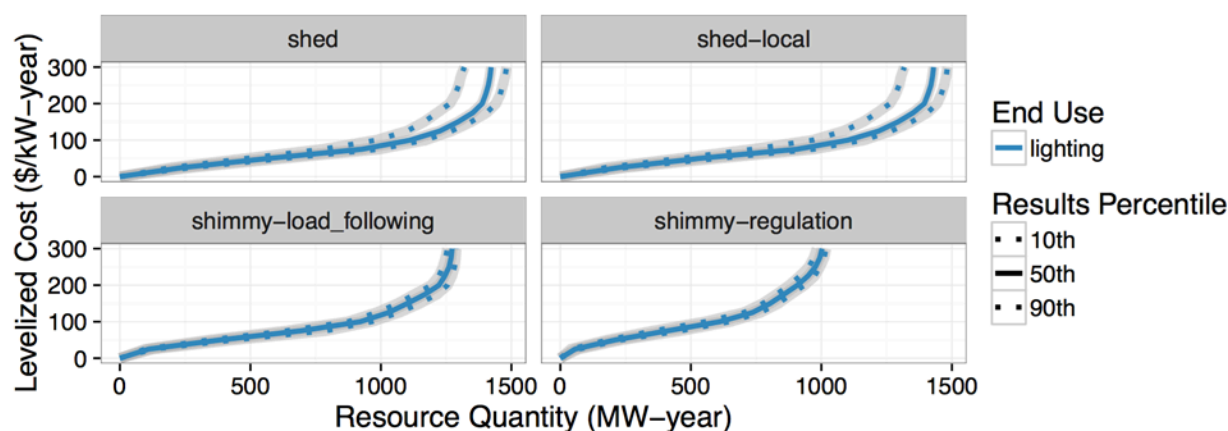 shed
shed-local
300
200
100
0
shimmy-load_following
shimmy-regulation
300
200
100
0
0
500
1000
1500
0
500
1000
1500
Levelized Cost ($/kW-year)
Resource Quantity (MW-year)
End Use
lighting
Results Percentile
10th
50th
90th